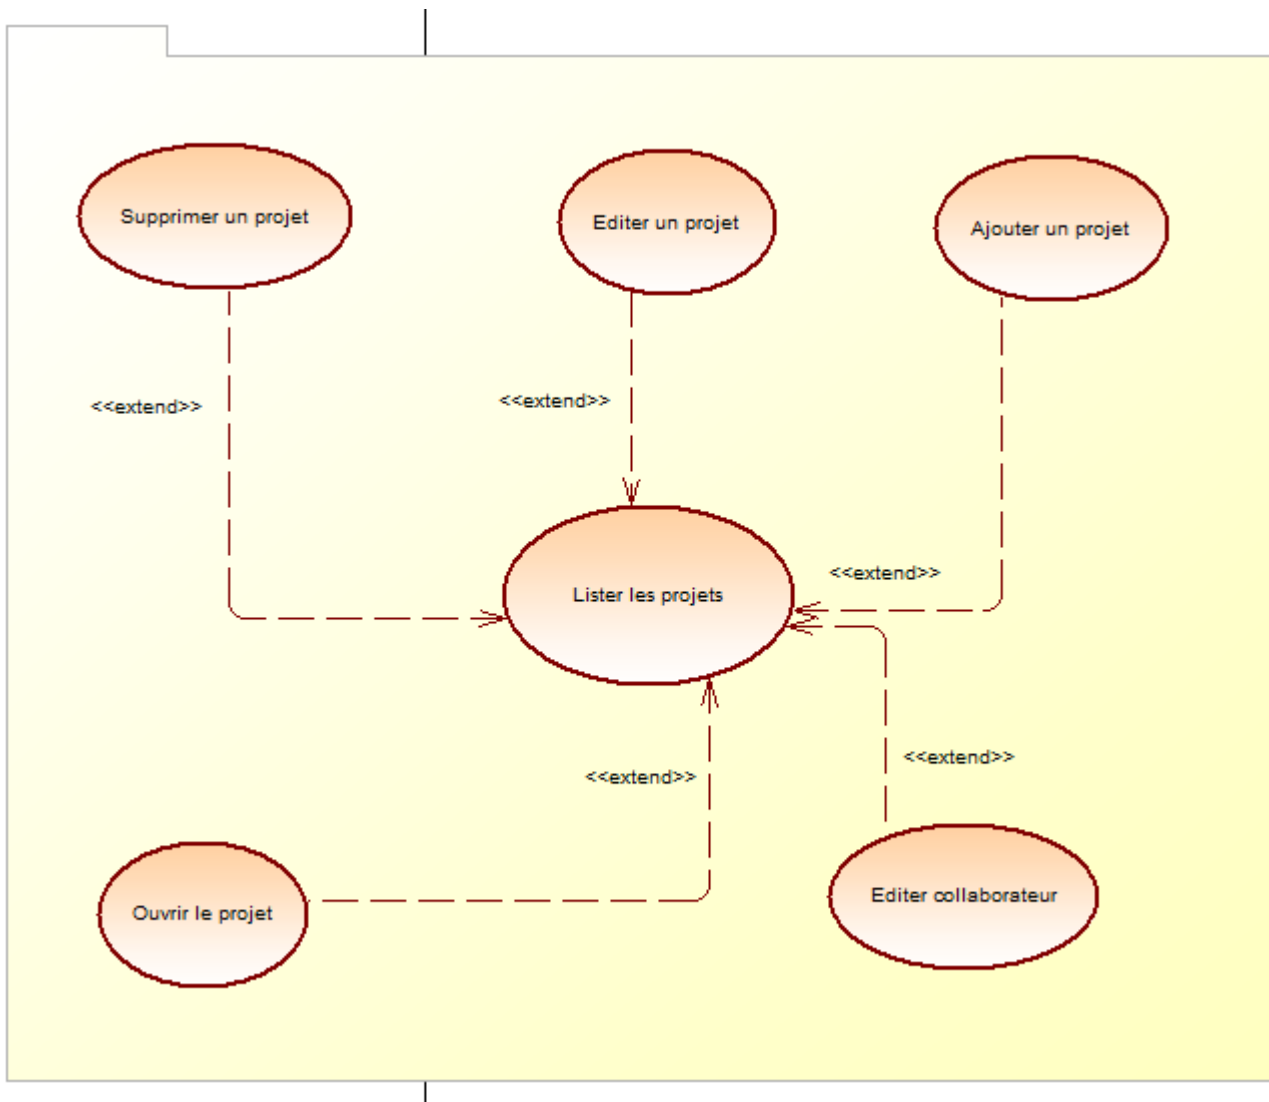 Supprimer un projet
Editer un projet
Ajouter un projet
<<extend>>
<<extend>>
<<extend>>
Lister les projets
<<extend>>
<<extend>>
Ouvrir le projet
Editer collaborateur